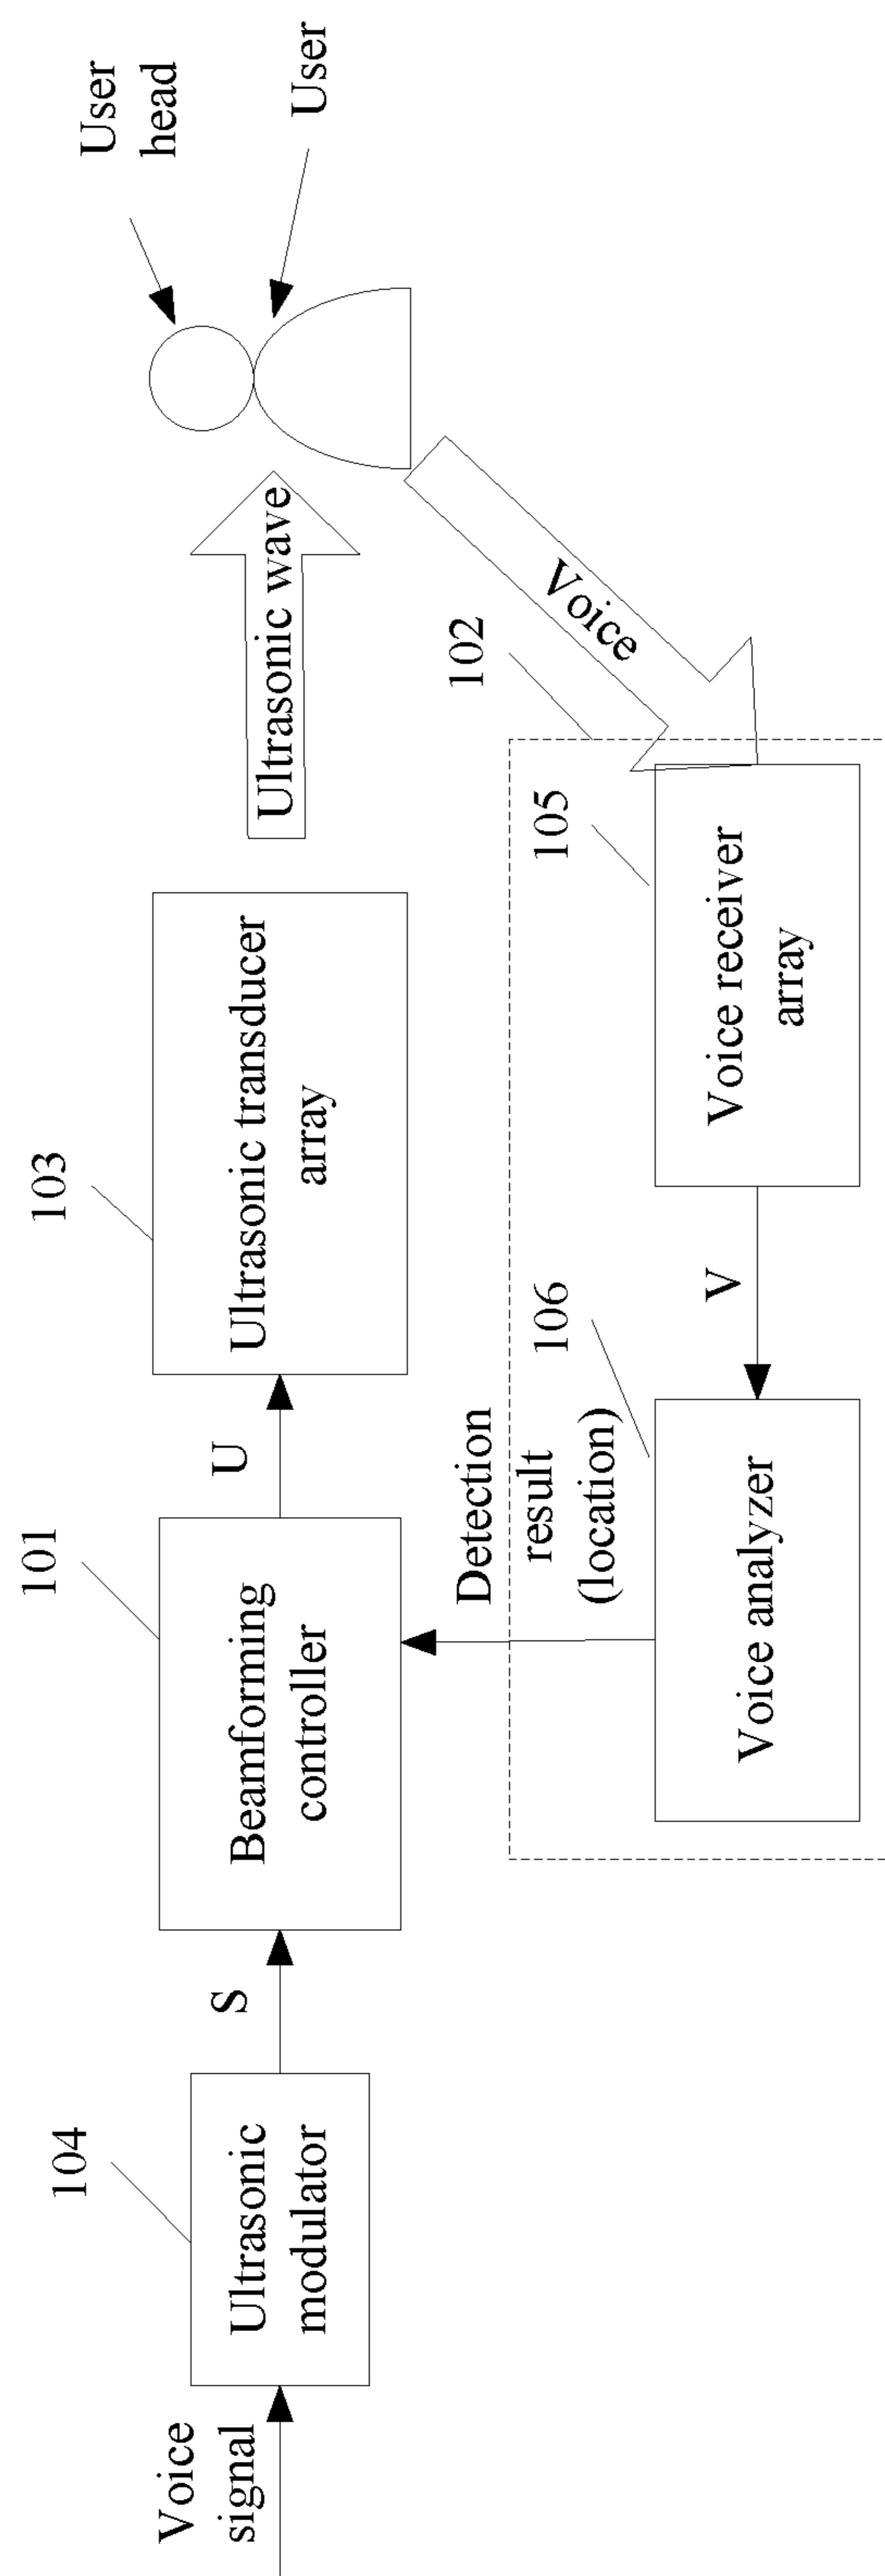 Voice
signal
104
Ultrasonic
modulator
S
101
Beamforming
controller
U
103
Ultrasonic transducer
array
Ultrasonic wave
User
head
User
Voice
102
105
Voice receiver
array
V
106
Voice analyzer
Detection
result
(location)